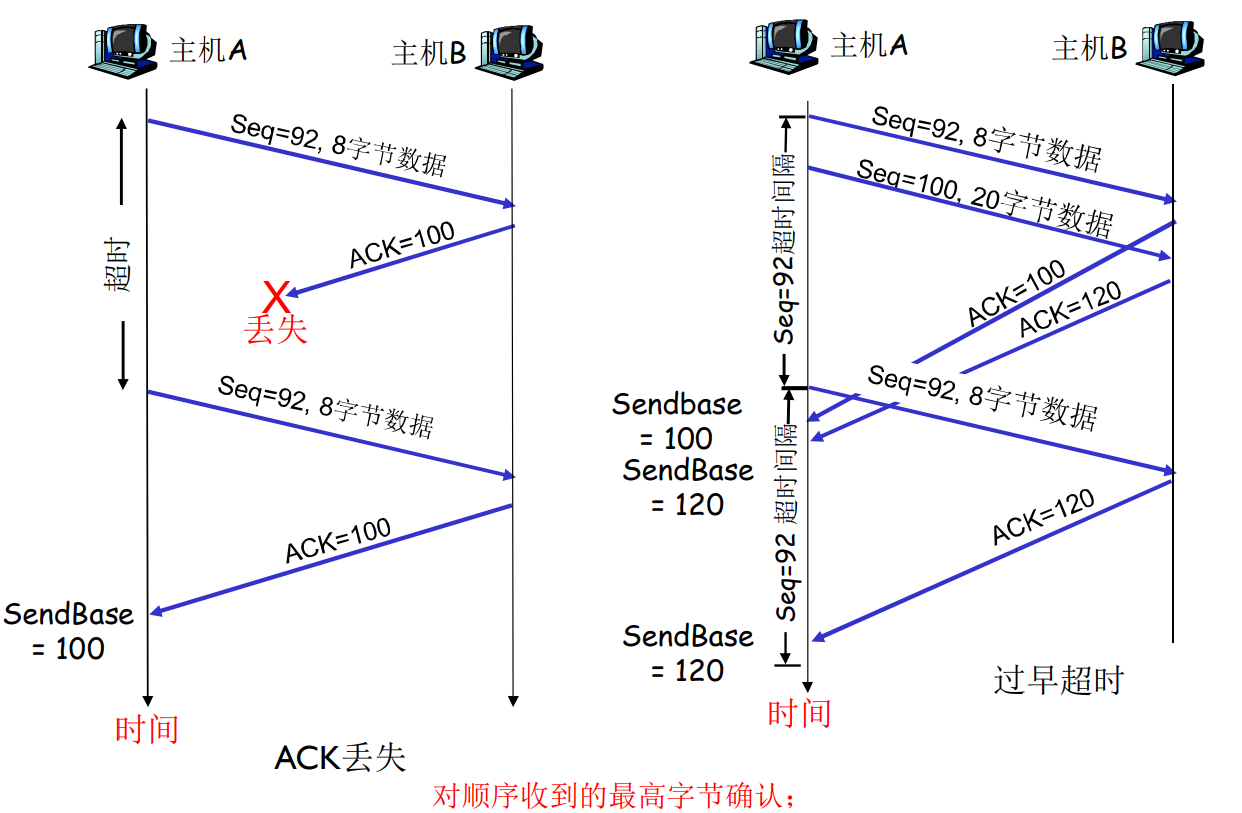 主机A
主机B
Seq=92, 8字节数据
ACK=100
超时
X
丢失
Seq=92, 8字节数据
ACK=100
SendBase
= 100
时间
ACK丢失
主机A
主机B
Seq=92, 8字节数据
Seq=100, 20字节数据
Seq=92超时间隔
ACK=100
ACK=120
Seq=92, 8字节数据
Sendbase
= 100
SendBase
= 120
Seq=92 超时间隔
ACK=120
SendBase
= 120
过早超时
时间
对顺序收到的最高字节确认；